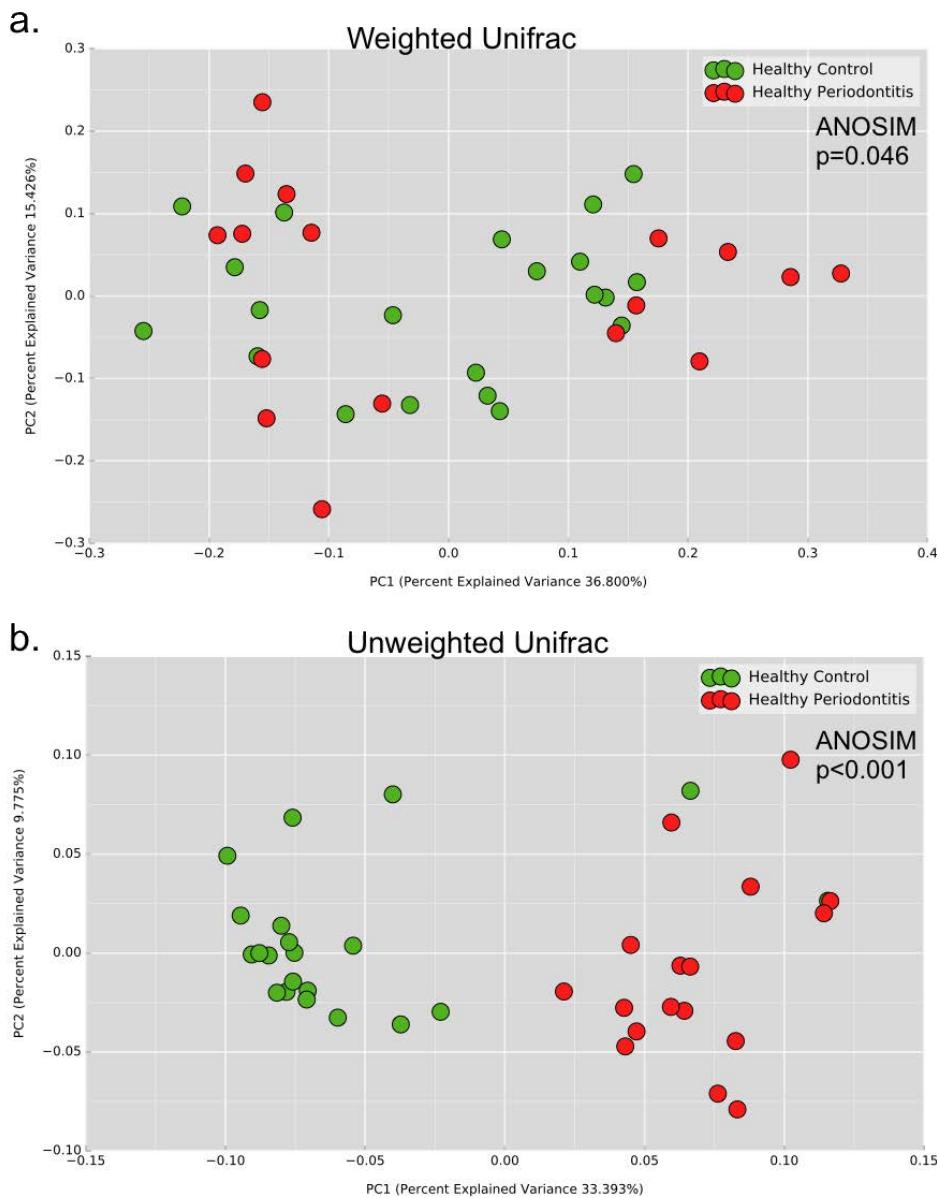 a.
Weighted Unifrac
Healthy Control
Healthy Periodontitis
ANOSIM
p=0.046
0.3
0.2
0.1
0.0
−0.1
−0.2
−0.3
PC2 (Percent Explained Variance 15.426%)
−0.3 −0.2 −0.1 0.0 0.1 0.2 0.3 0.4
PC1 (Percent Explained Variance 36.800%)
b.
Unweighted Unifrac
Healthy Control
Healthy Periodontitis
ANOSIM
p<0.001
0.15
0.10
0.05
0.00
−0.05
−0.10
PC2 (Percent Explained Variance 9.775%)
−0.15 −0.10 −0.05 0.00 0.05 0.10 0.15
PC1 (Percent Explained Variance 33.393%)